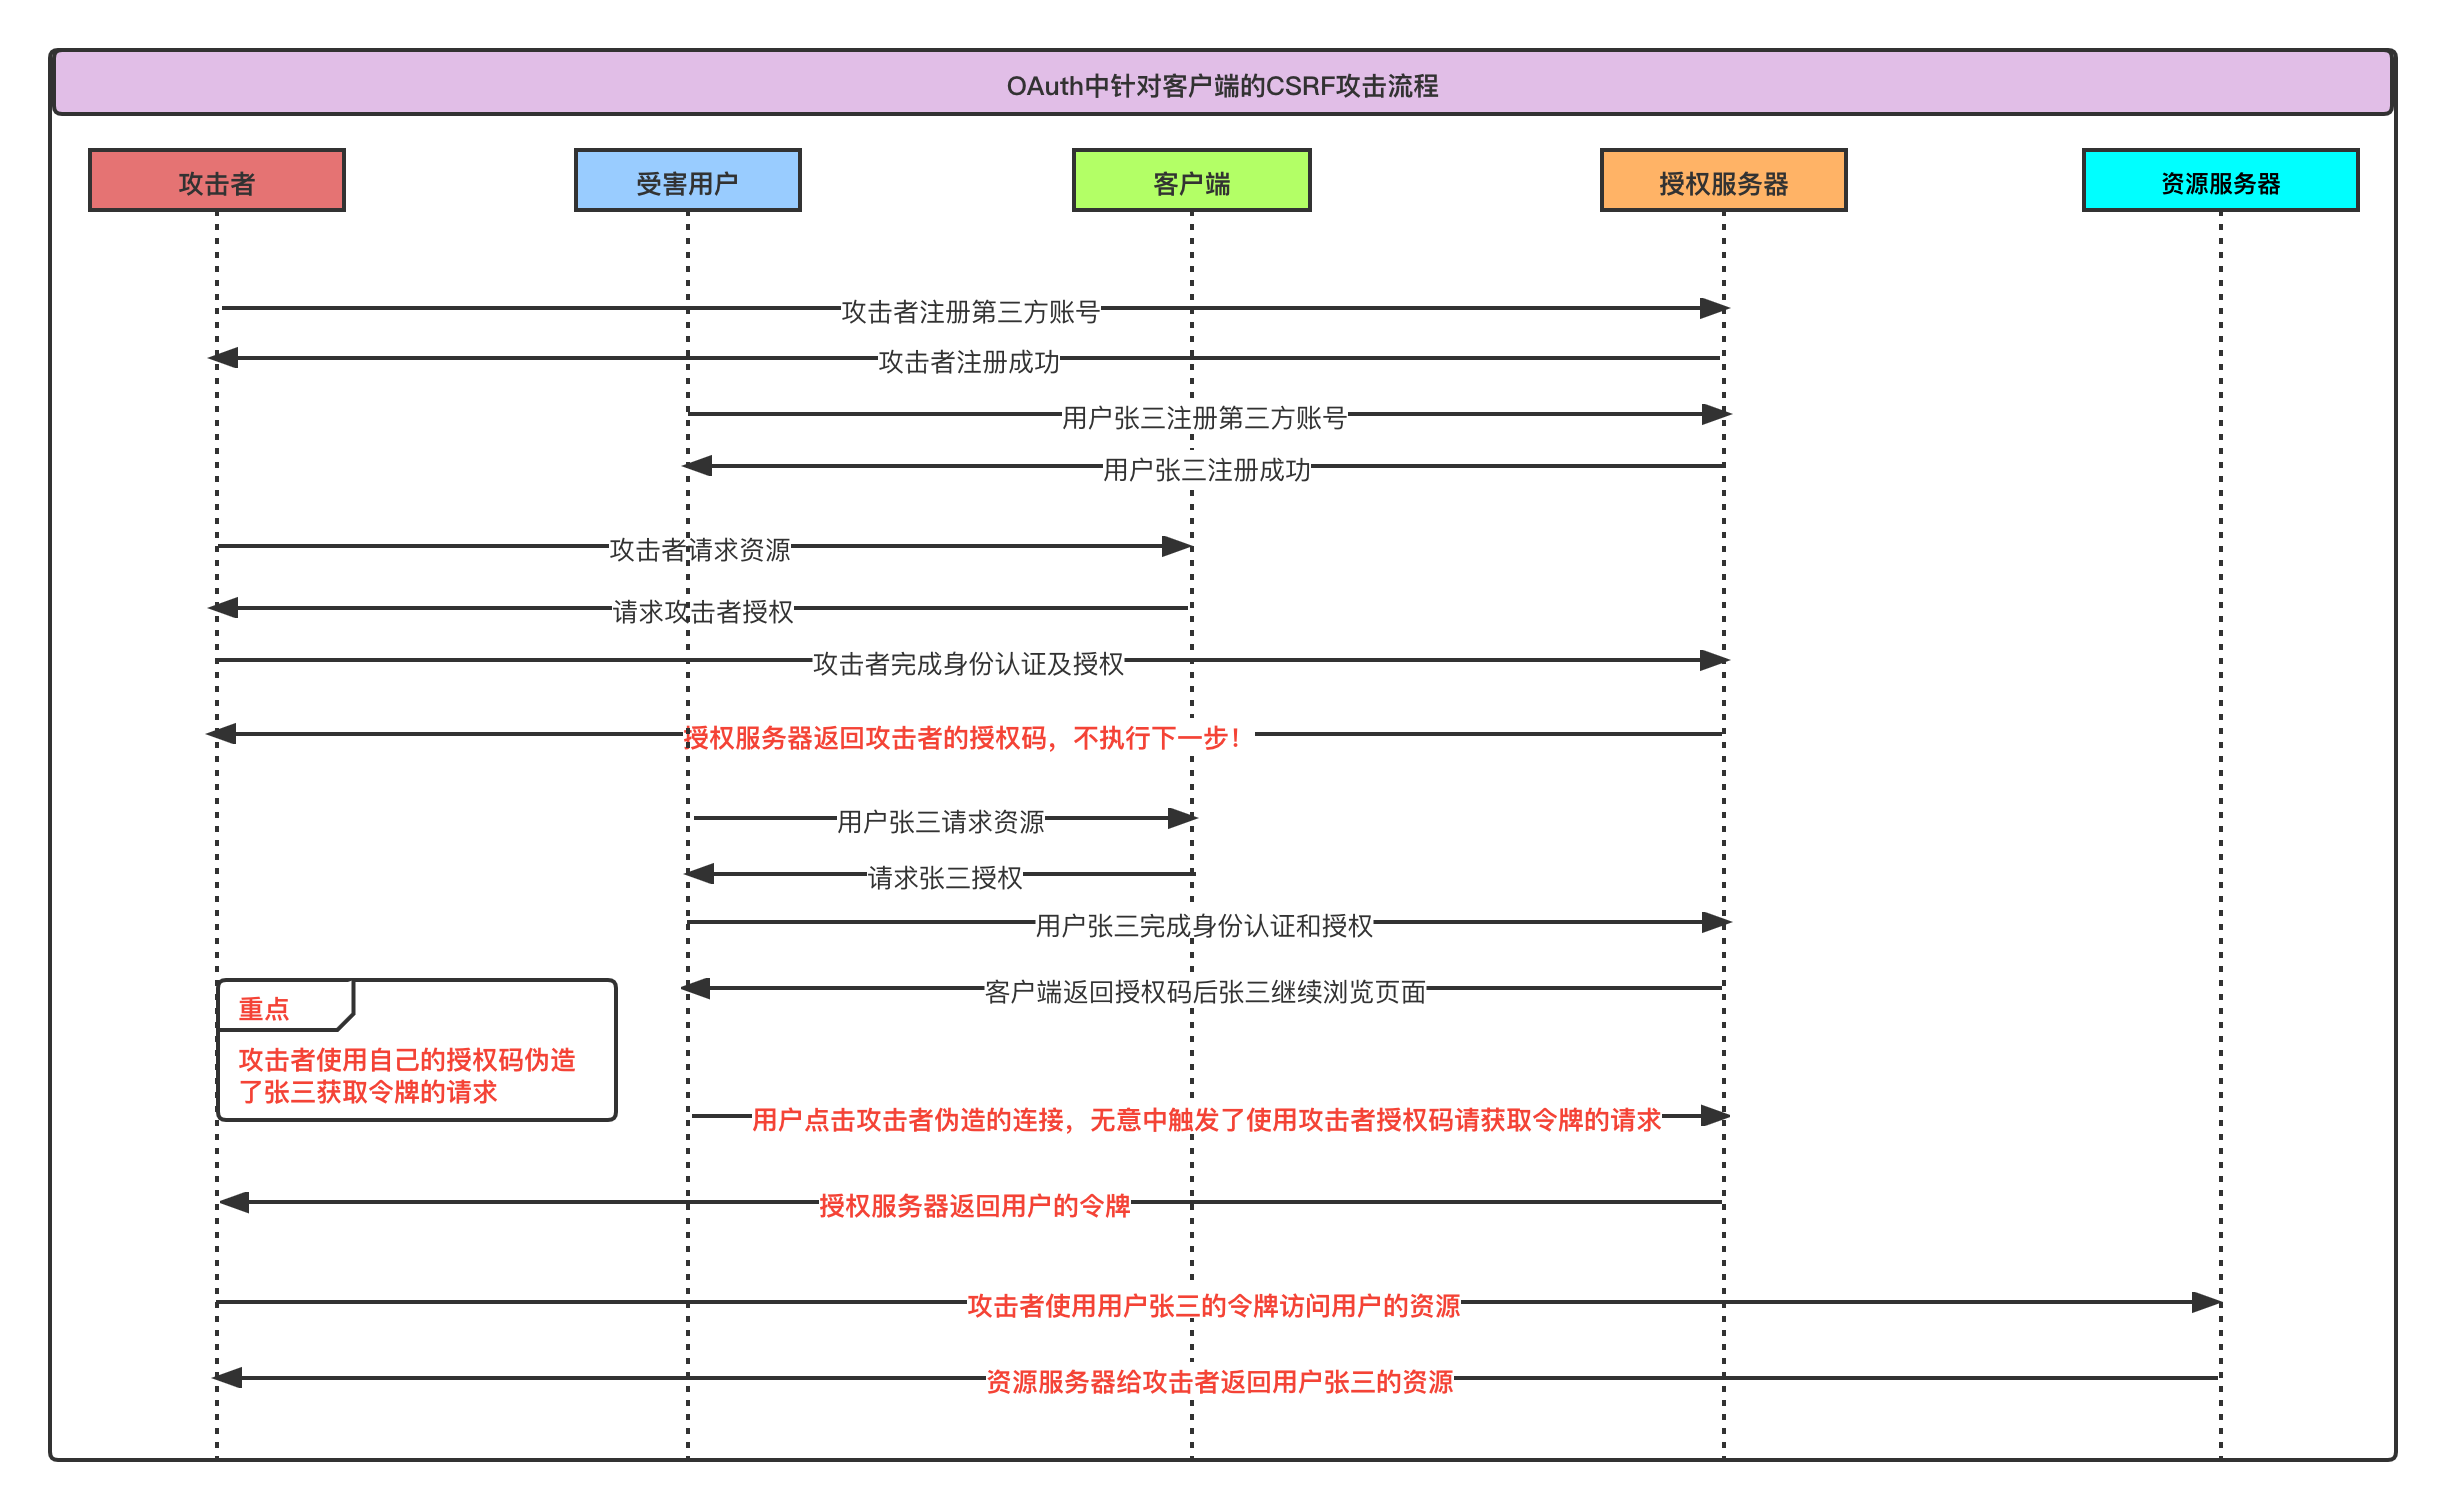 OAuth中针对客户端的CSRF攻击流程
攻击者
受害用户
客户端
授权服务器
资源服务器
攻击者注册第三方账号
攻击者注册成功
用户张三注册第三方账号
用户张三注册成功
攻击者请求资源
请求攻击者授权
攻击者完成身份认证及授权
授权服务器返回攻击者的授权码，不执行下一步！
用户张三请求资源
请求张三授权
用户张三完成身份认证和授权
客户端返回授权码后张三继续浏览页面
重点
攻击者使用自己的授权码伪造
了张三获取令牌的请求
用户点击攻击者伪造的连接，无意中触发了使用攻击者授权码请获取令牌的请求
授权服务器返回用户的令牌
攻击者使用用户张三的令牌访问用户的资源
资源服务器给攻击者返回用户张三的资源